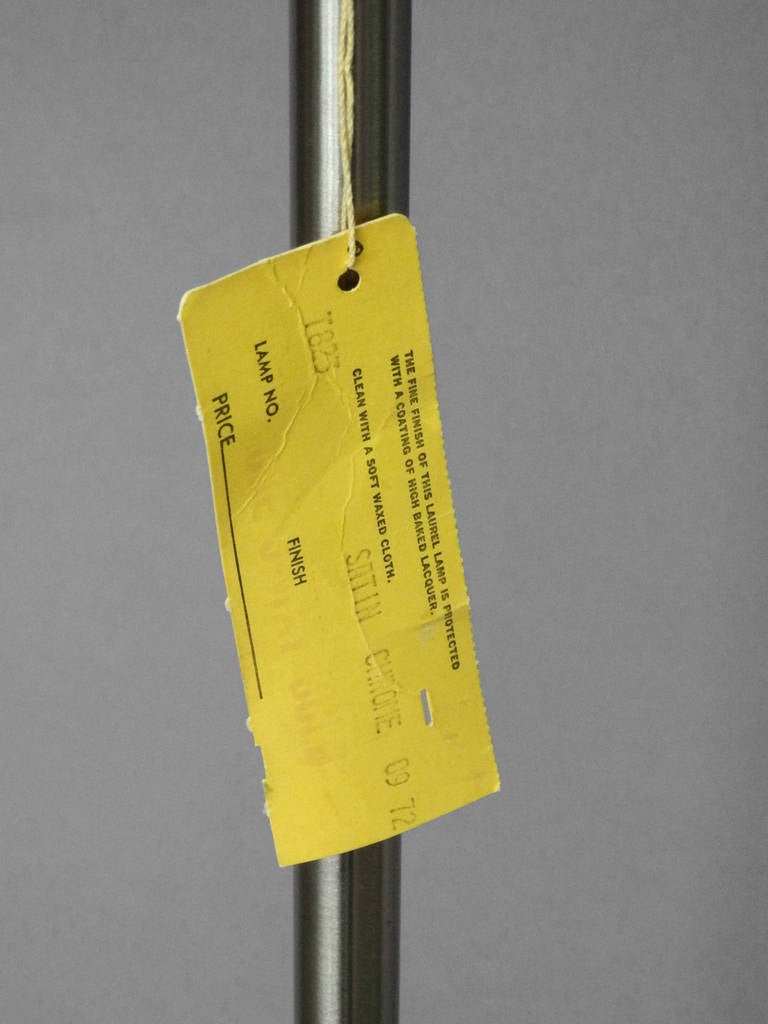 THE FINE FINISH OF THIS LAUREL LAMP IS PROTECTED
WITH A COATING OF HIGH BAKED LACQUER.
CLEAN WITH A SOFT WAXED CLOTH.
T823 SATIN CHROME 09 72
LAMP NO. FINISH
PRICE